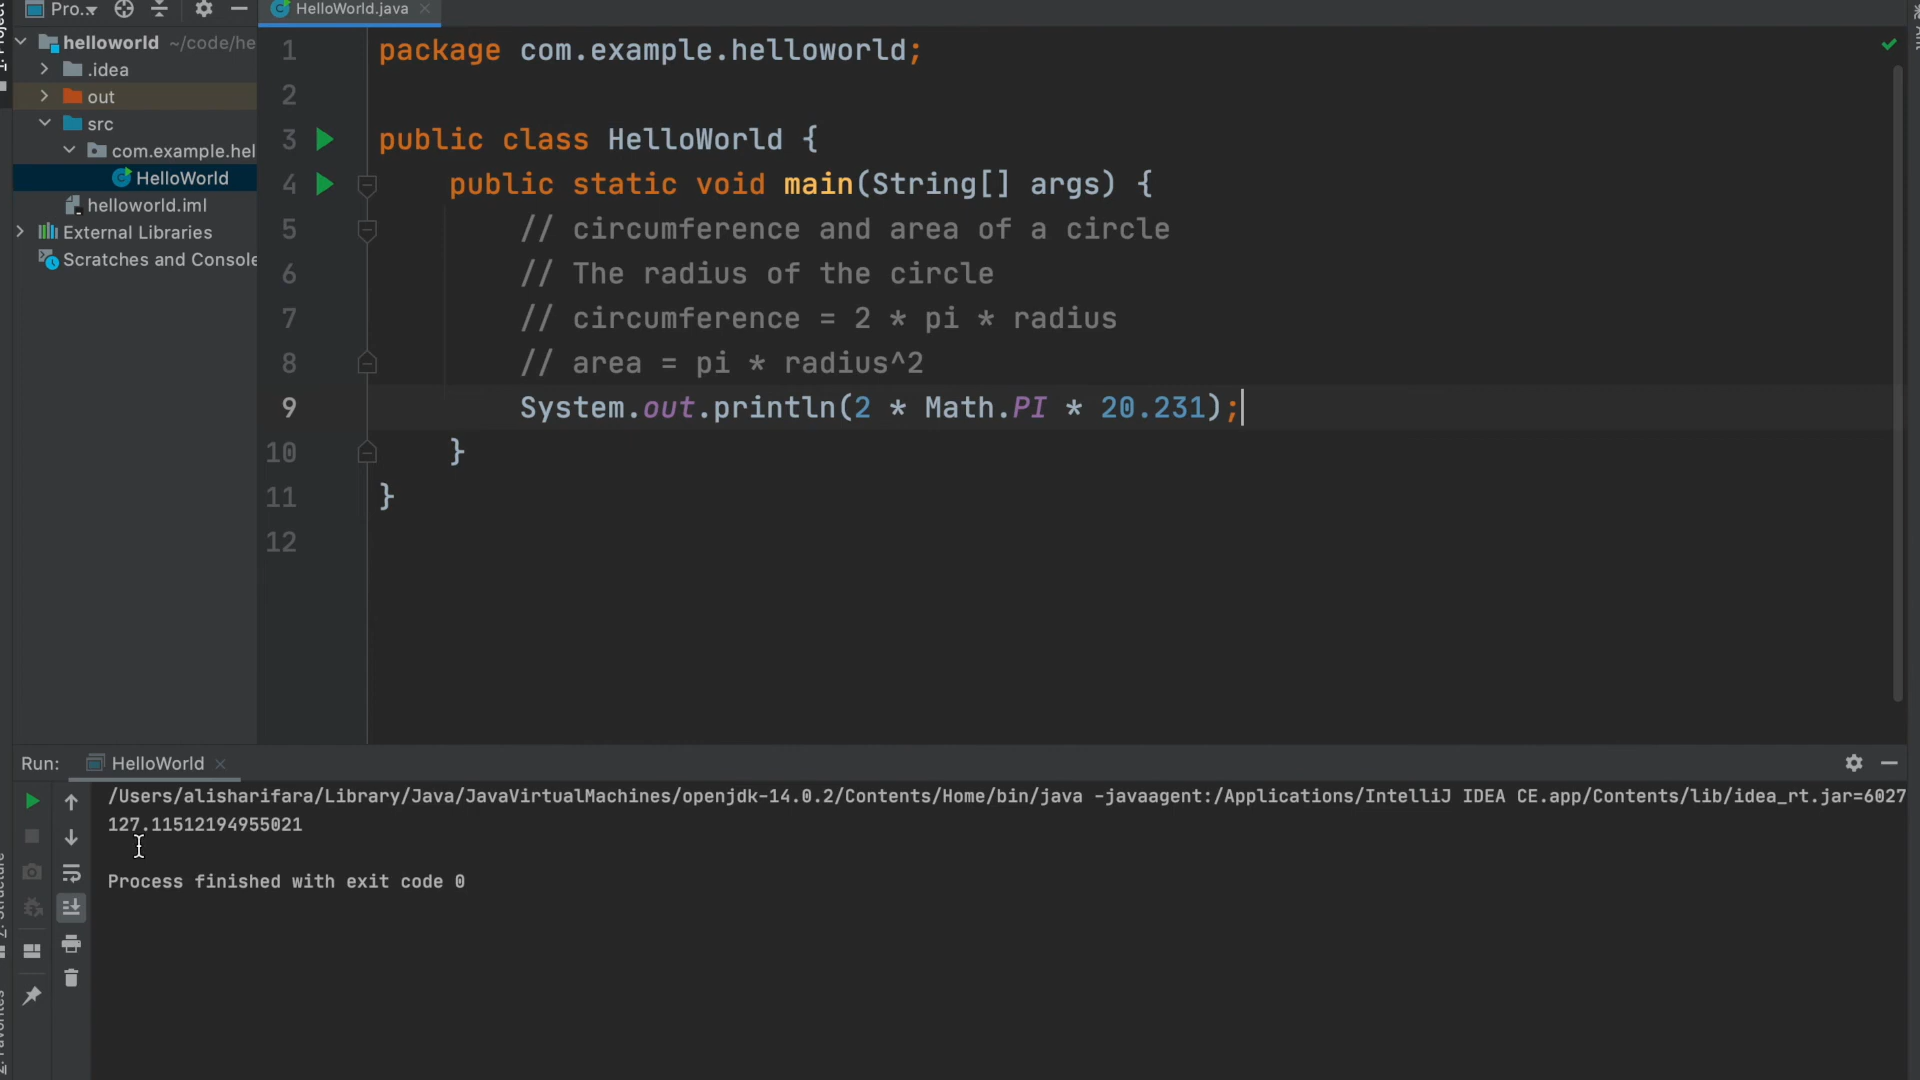 Pro..
HelloWorld.java
helloworld ~/code/he
.idea
out
src
com.example.hel
HelloWorld
helloworld.iml
External Libraries
Scratches and Console
1 package com.example.helloworld;
2
3 public class HelloWorld {
4 public static void main(String[] args) {
5 // circumference and area of a circle
6 // The radius of the circle
7 // circumference = 2 * pi * radius
8 // area = pi * radius^2
9 System.out.println(2 * Math.PI * 20.231);
10 }
11 }
12
Run: HelloWorld
/Users/alisharifara/Library/Java/JavaVirtualMachines/openjdk-14.0.2/Contents/Home/bin/java -javaagent:/Applications/IntelliJ IDEA CE.app/Contents/lib/idea_rt.jar=6027
127.11512194955021
Process finished with exit code 0